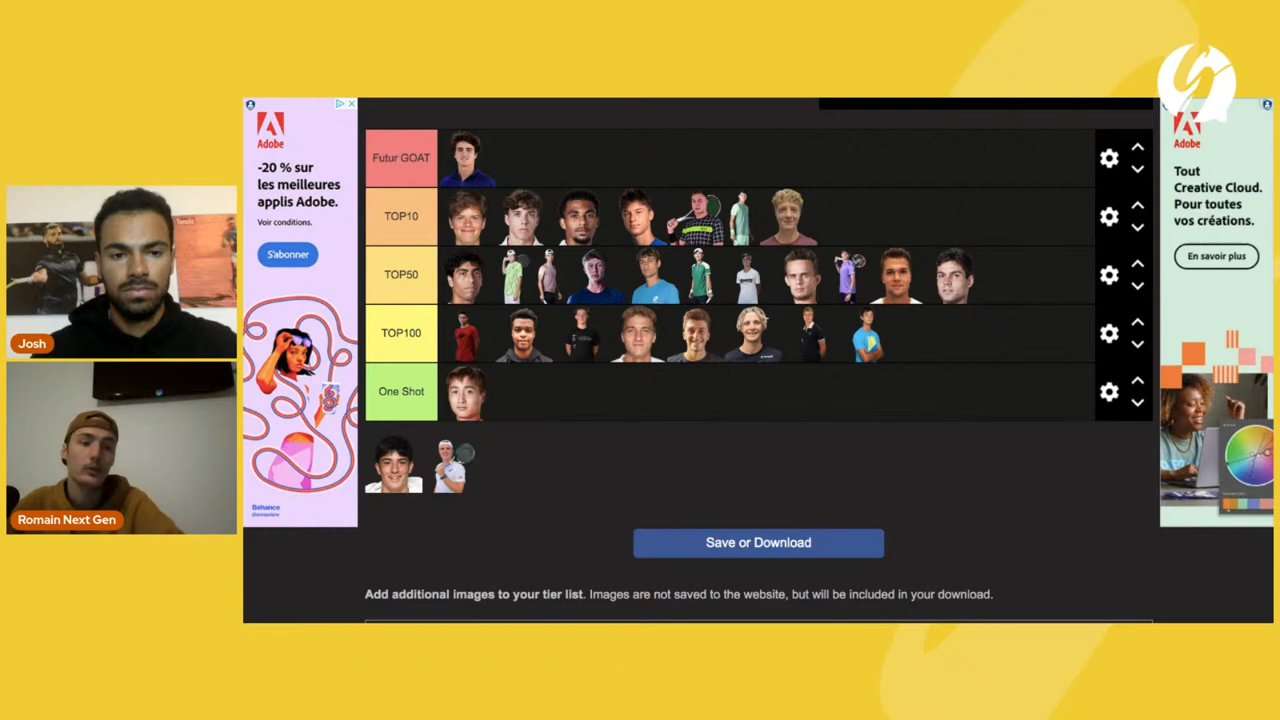 Adobe
-20 % sur
les meilleures
applis Adobe.
Voir conditions.
S'abonner
Bēhance
Futur GOAT
TOP10
TOP50
TOP100
One Shot
Save or Download
Add additional images to your tier list. Images are not saved to the website, but will be included in your download.
Adobe
Tout
Creative Cloud.
Pour toutes
vos créations.
En savoir plus
Josh
Romain Next Gen